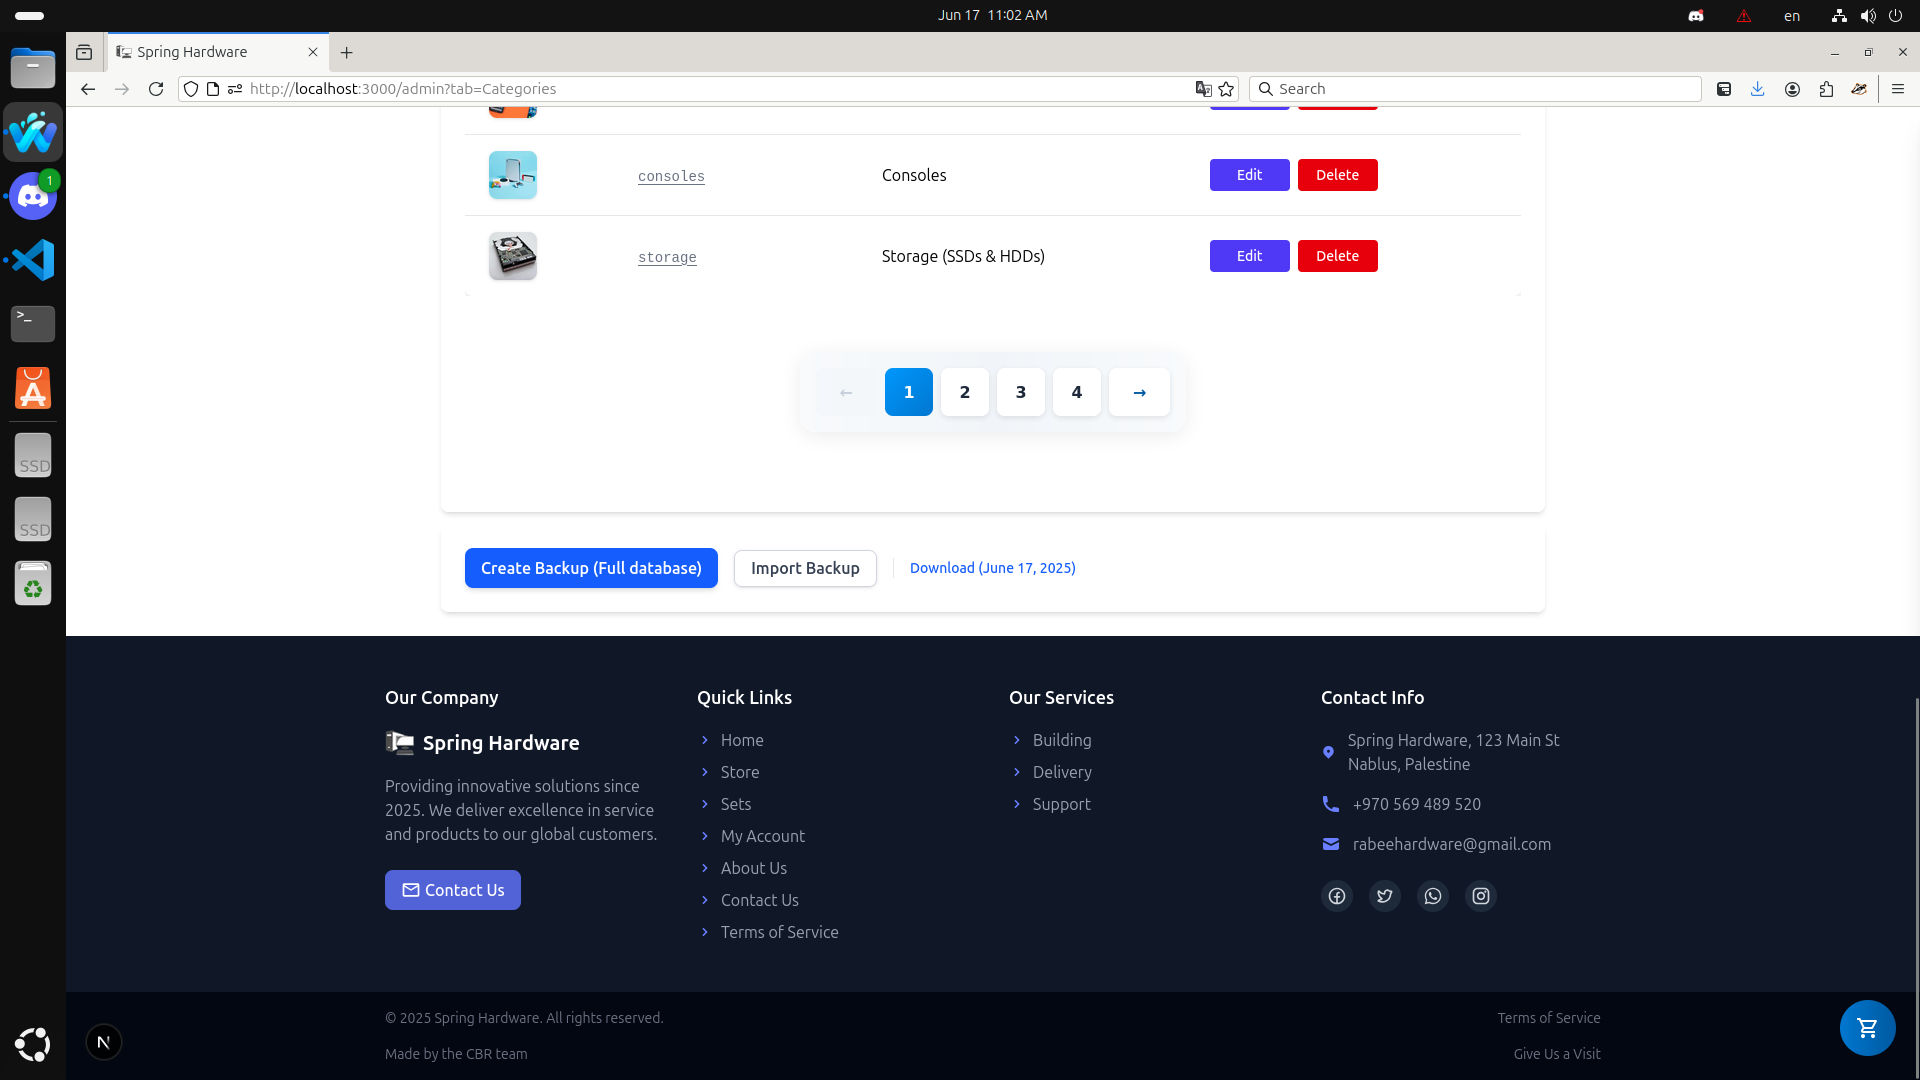 Jun 17 11:02 AM
en
Spring Hardware
http://localhost:3000/admin?tab=Categories
Search
1
consoles
Consoles
Edit
Delete
storage
Storage (SSDs & HDDs)
Edit
Delete
SSD
SSD
← 1 2 3 4 →
Create Backup (Full database)
Import Backup
Download (June 17, 2025)
Our Company
Spring Hardware
Providing innovative solutions since
2025. We deliver excellence in service
and products to our global customers.
Contact Us
Quick Links
Home
Store
Sets
My Account
About Us
Contact Us
Terms of Service
Our Services
Building
Delivery
Support
Contact Info
Spring Hardware, 123 Main St
Nablus, Palestine
+970 569 489 520
rabeehardware@gmail.com
© 2025 Spring Hardware. All rights reserved.
Made by the CBR team
Terms of Service
Give Us a Visit
N